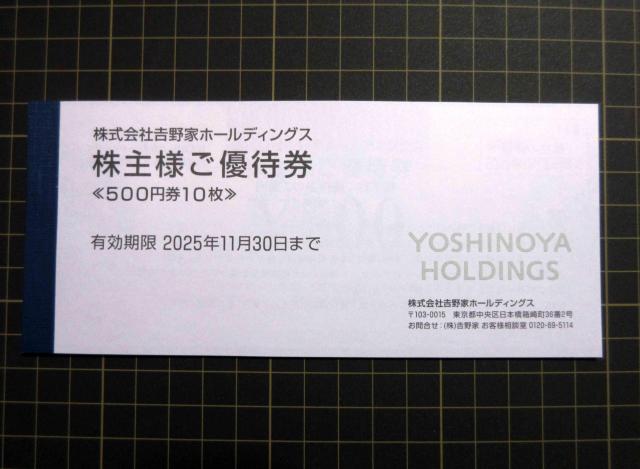 株式会社𠮷野家ホールディングス
株主様ご優待券
≪500円券10枚≫
有効期限 2025年11月30日まで
YOSHINOYA
HOLDINGS
株式会社𠮷野家ホールディングス
〒103-0015 東京都中央区日本橋箱崎町36番2号
お問合せ:(株)𠮷野家 お客様相談室 0120-69-5114